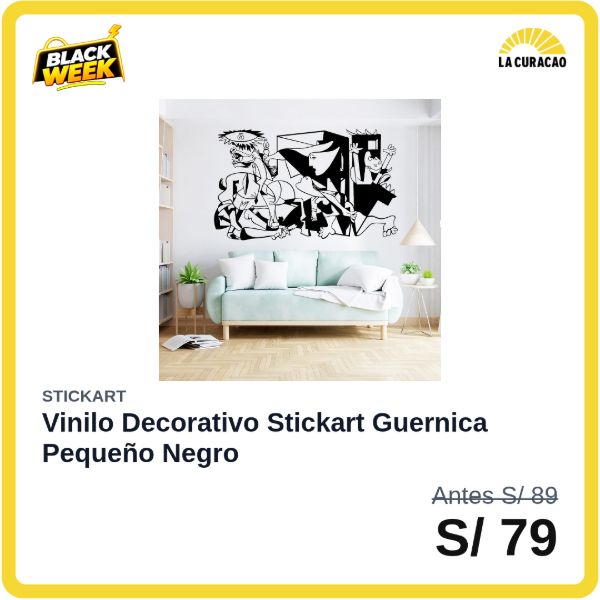 BLACK
WEEK
LA CURACAO
STICKART
Vinilo Decorativo Stickart Guernica
Pequeño Negro
Antes S/ 89
S/ 79